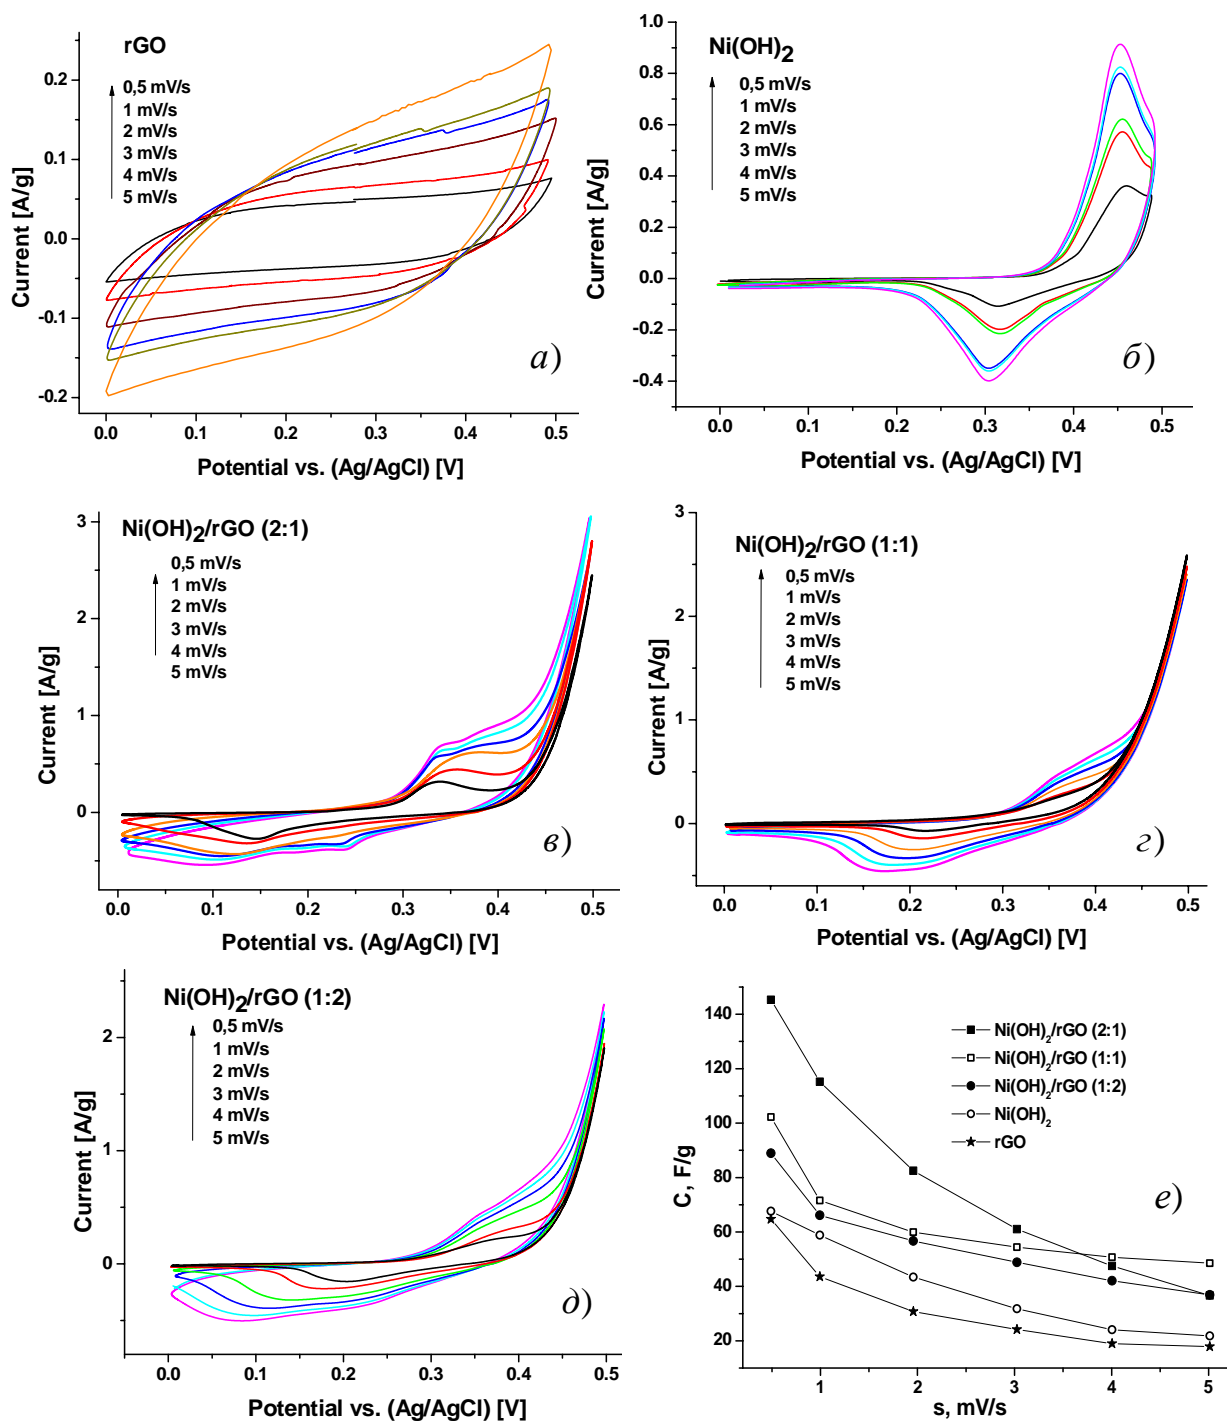 rGO
0,5 mV/s
1 mV/s
2 mV/s
3 mV/s
4 mV/s
5 mV/s
0.2
0.1
0.0
-0.1
-0.2
Current [A/g]
а)
0.0 0.1 0.2 0.3 0.4 0.5
Potential vs. (Ag/AgCl) [V]
Ni(OH)2
0,5 mV/s
1 mV/s
2 mV/s
3 mV/s
4 mV/s
5 mV/s
1.0
0.8
0.6
0.4
0.2
0.0
-0.2
-0.4
Current [A/g]
б)
0.0 0.1 0.2 0.3 0.4 0.5
Potential vs. (Ag/AgCl) [V]
Ni(OH)2/rGO (2:1)
0,5 mV/s
1 mV/s
2 mV/s
3 mV/s
4 mV/s
5 mV/s
3
2
1
0
Current [A/g]
в)
0.0 0.1 0.2 0.3 0.4 0.5
Potential vs. (Ag/AgCl) [V]
Ni(OH)2/rGO (1:1)
0,5 mV/s
1 mV/s
2 mV/s
3 mV/s
4 mV/s
5 mV/s
3
2
1
0
Current [A/g]
г)
0.0 0.1 0.2 0.3 0.4 0.5
Potential vs. (Ag/AgCl) [V]
Ni(OH)2/rGO (1:2)
0,5 mV/s
1 mV/s
2 mV/s
3 mV/s
4 mV/s
5 mV/s
2
1
0
Current [A/g]
д)
0.0 0.1 0.2 0.3 0.4 0.5
Potential vs. (Ag/AgCl) [V]
Ni(OH)2/rGO (2:1)
Ni(OH)2/rGO (1:1)
Ni(OH)2/rGO (1:2)
Ni(OH)2
rGO
140
120
100
80
60
40
20
C, F/g
е)
1 2 3 4 5
s, mV/s